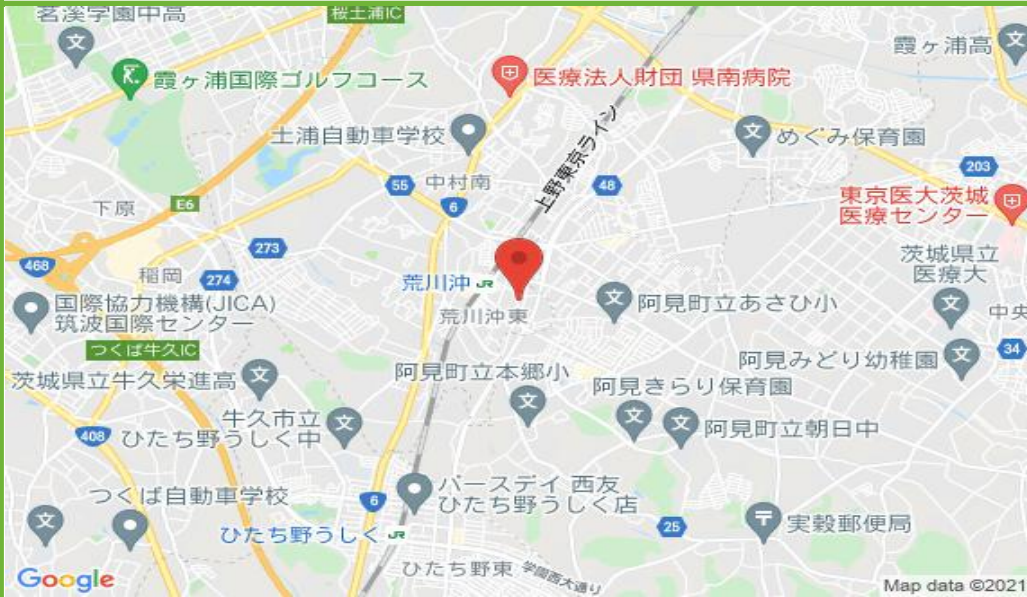 茗溪学園中高
桜土浦IC
霞ヶ浦高
霞ヶ浦国際ゴルフコース
医療法人財団 県南病院
土浦自動車学校
上野東京ライン
めぐみ保育園
203
55
中村南
48
6
東京医大茨城
医療センター
下原
E6
273
茨城県立
医療大
468
稲岡
274
荒川沖
JR
国際協力機構(JICA)
筑波国際センター
荒川沖東
阿見町立あさひ小
中央
つくば牛久IC
34
茨城県立牛久栄進高
阿見町立本郷小
阿見みどり幼稚園
阿見きらり保育園
牛久市立
ひたち野うしく中
408
阿見町立朝日中
つくば自動車学校
6
バースデイ 西友
ひたち野うしく店
25
実穀郵便局
ひたち野うしく
JR
ひたち野東
学園西大通り
Google
Map data ©2021